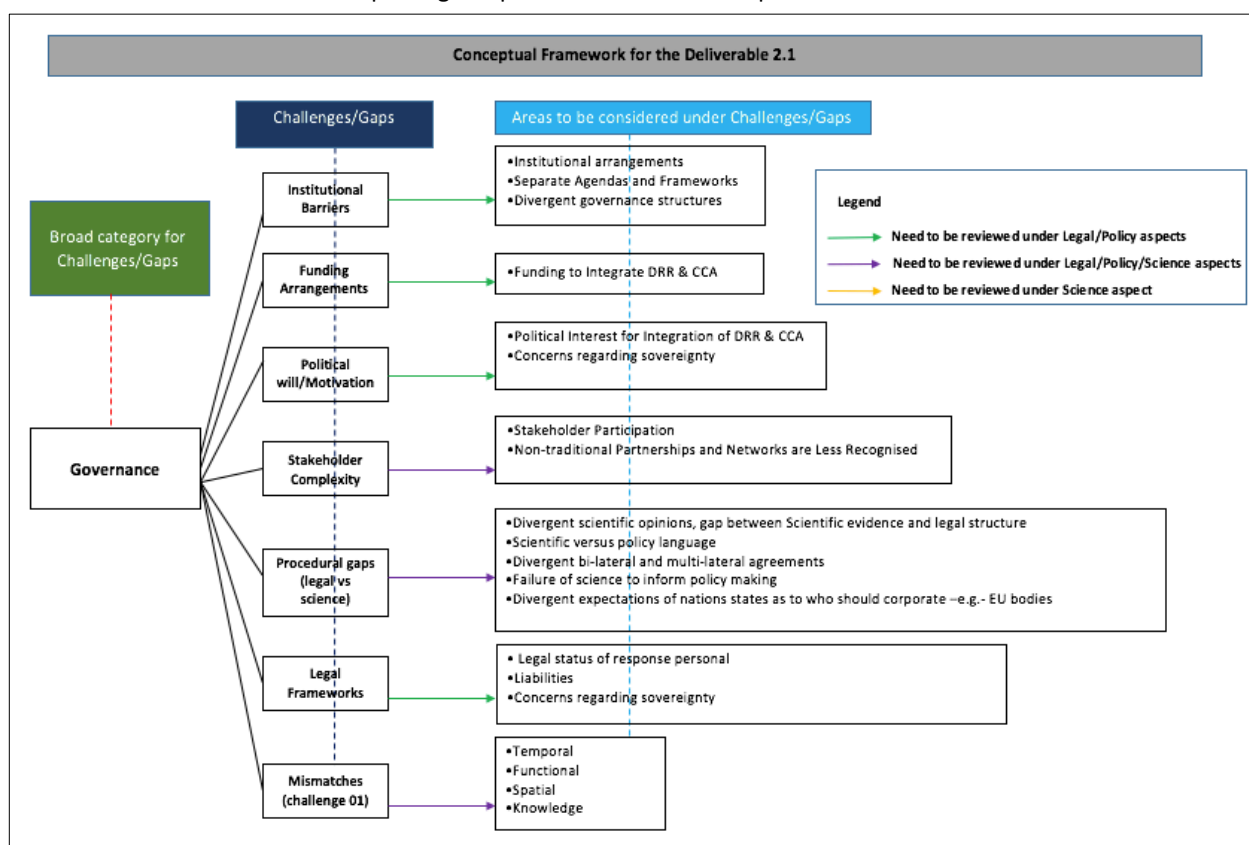 Conceptual Framework for the Deliverable 2.1
Challenges/Gaps
Areas to be considered under Challenges/Gaps
Broad category for
Challenges/Gaps
Governance
Institutional
Barriers
•Institutional arrangements
•Separate Agendas and Frameworks
•Divergent governance structures
Funding
Arrangements
•Funding to Integrate DRR & CCA
Political
will/Motivation
•Political Interest for Integration of DRR & CCA
•Concerns regarding sovereignty
Stakeholder
Complexity
•Stakeholder Participation
•Non-traditional Partnerships and Networks are Less Recognised
Procedural gaps
(legal vs
science)
•Divergent scientific opinions, gap between Scientific evidence and legal structure
•Scientific versus policy language
•Divergent bi-lateral and multi-lateral agreements
•Failure of science to inform policy making
•Divergent expectations of nations states as to who should corporate –e.g.- EU bodies
Legal
Frameworks
• Legal status of response personal
•Liabilities
•Concerns regarding sovereignty
Mismatches
(challenge 01)
•Temporal
•Functional
•Spatial
•Knowledge
Legend
Need to be reviewed under Legal/Policy aspects
Need to be reviewed under Legal/Policy/Science aspects
Need to be reviewed under Science aspect